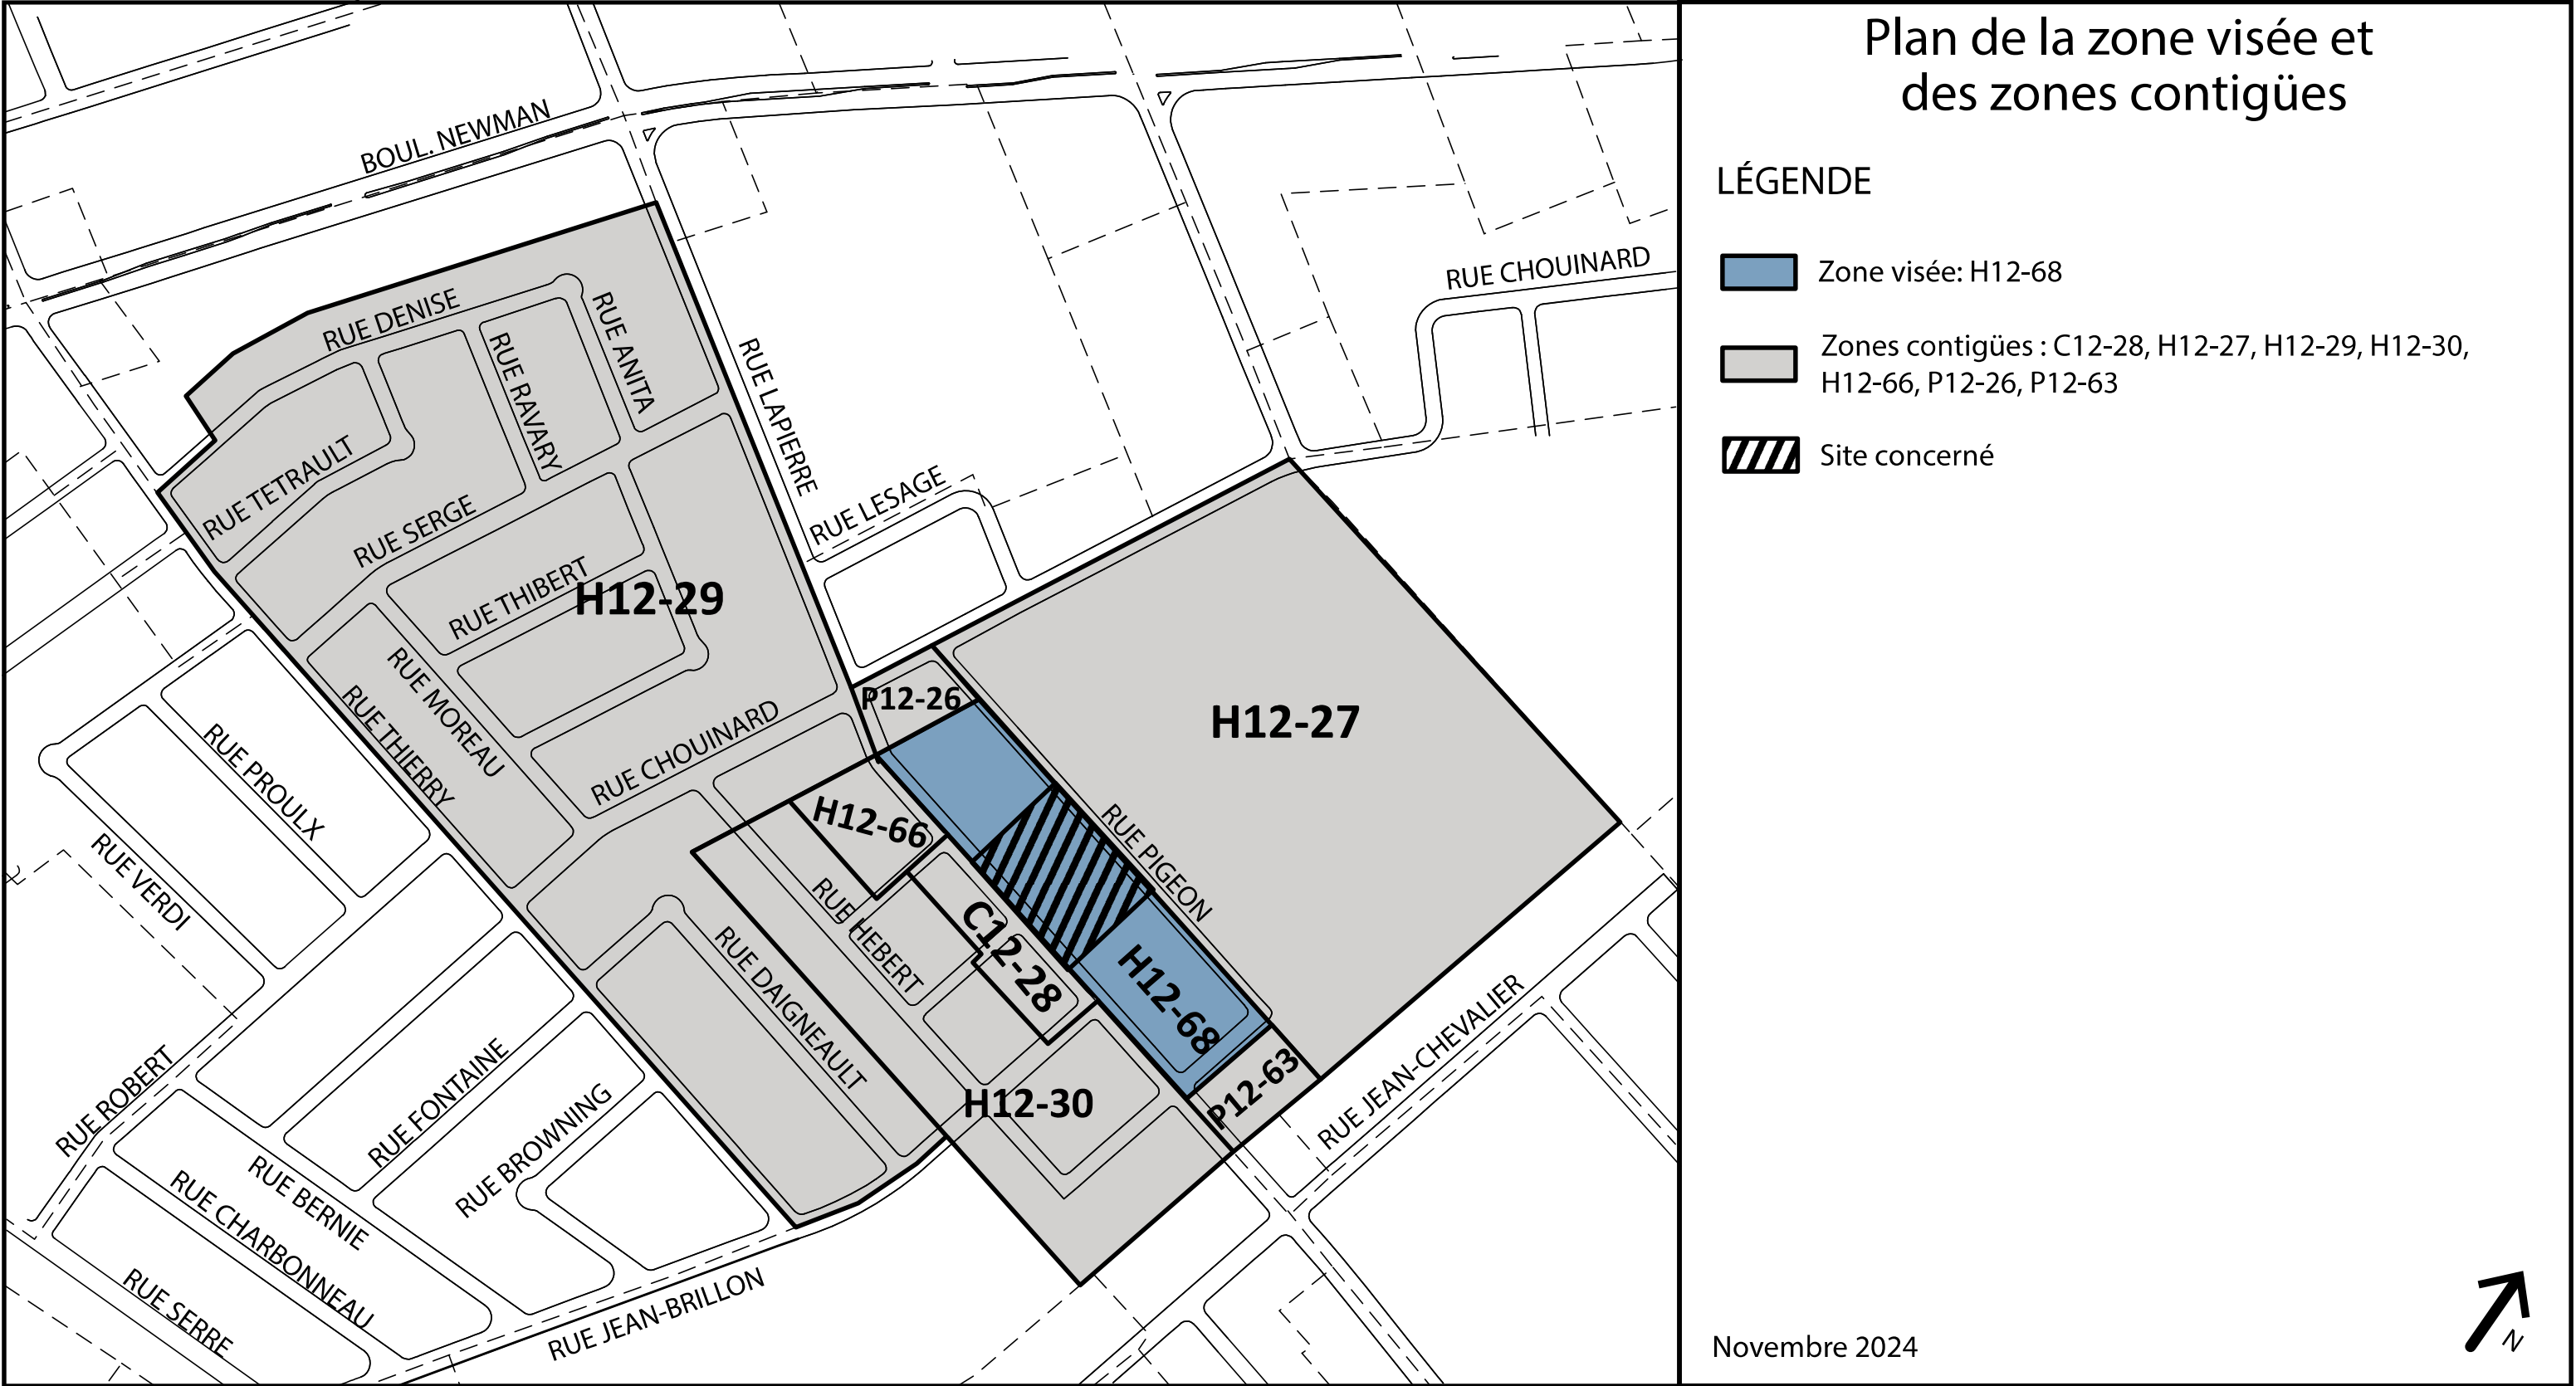 Plan de la zone visée et
des zones contigües
LÉGENDE
Zone visée: H12-68
Zones contigües : C12-28, H12-27, H12-29, H12-30,
H12-66, P12-26, P12-63
Site concerné
Novembre 2024
N
BOUL. NEWMAN
RUE CHOUINARD
RUE DENISE
RUE ANITA
RUE RAVARY
RUE LAPIERRE
RUE TETRAULT
RUE SERGE
RUE LESAGE
RUE THIBERT
H12-29
RUE MOREAU
RUE THIERRY
RUE CHOUINARD
P12-26
H12-27
RUE PROULX
H12-66
RUE PIGEON
RUE VERDI
RUE HEBERT
C12-28
RUE DAIGNEAULT
H12-68
RUE JEAN-CHEVALIER
H12-30
P12-63
RUE ROBERT
RUE FONTAINE
RUE BROWNING
RUE BERNIE
RUE CHARBONNEAU
RUE SERRE
RUE JEAN-BRILLON